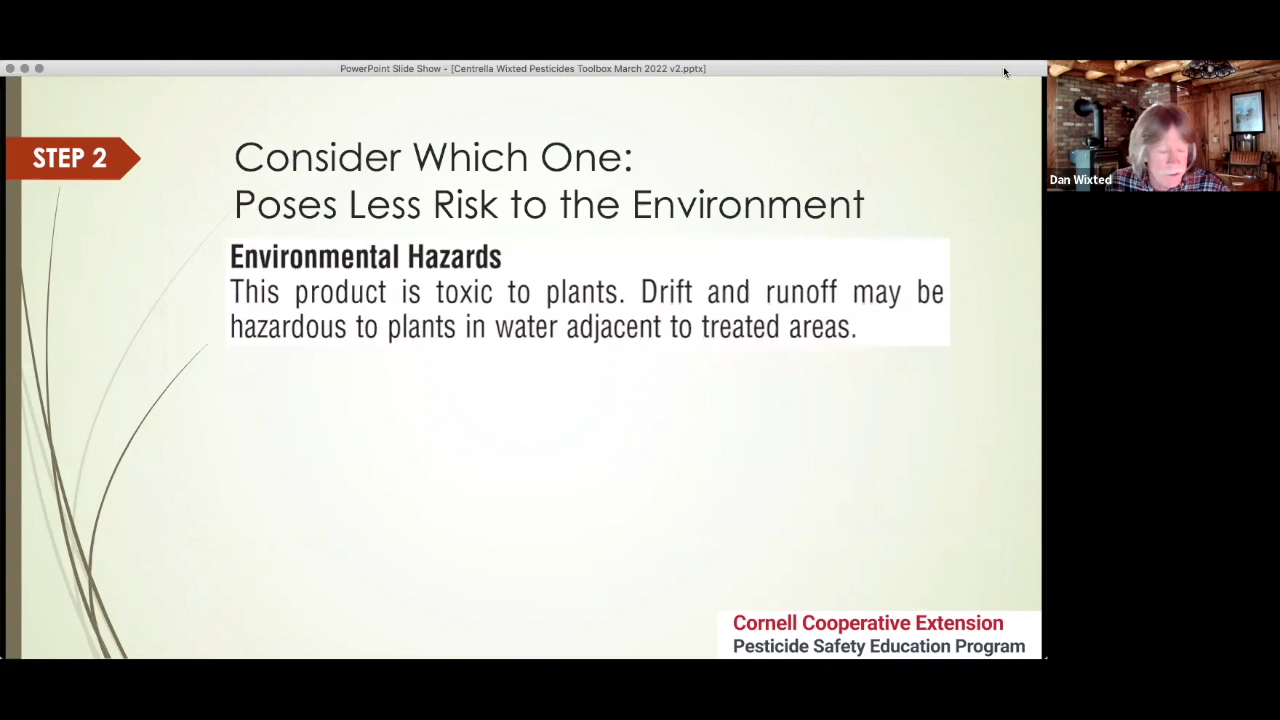 PowerPoint Slide Show - [Centrella Wixted Pesticides Toolbox March 2022 v2.pptx]
STEP 2
Consider Which One:
Poses Less Risk to the Environment
Environmental Hazards
This product is toxic to plants. Drift and runoff may be
hazardous to plants in water adjacent to treated areas.
Cornell Cooperative Extension
Pesticide Safety Education Program
Dan Wixted